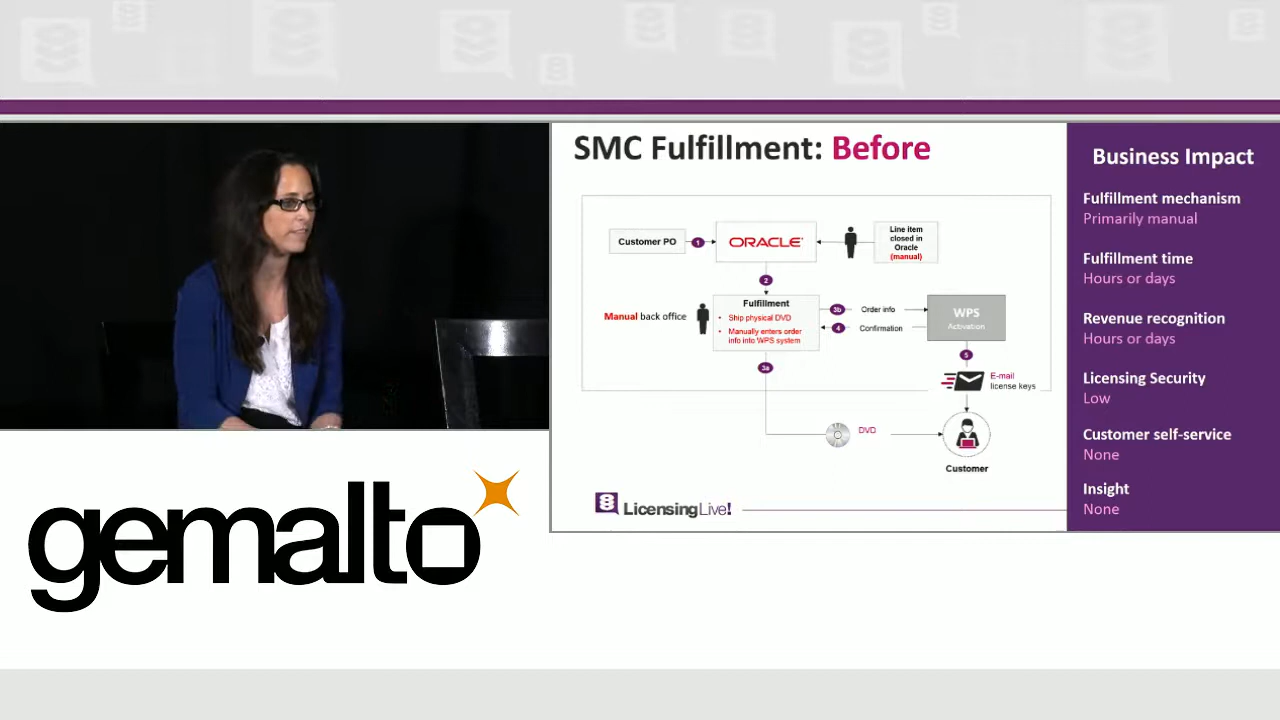 SMC Fulfillment: Before
Customer PO
1
ORACLE
Line item
closed in
Oracle
(manual)
2
Manual back office
Fulfillment
• Ship physical DVD
• Manually enters order
info into WPS system
3b
Order info
4
Confirmation
WPS
Activation
3a
5
E-mail
license keys
DVD
Customer
LicensingLive!
Business Impact
Fulfillment mechanism
Primarily manual
Fulfillment time
Hours or days
Revenue recognition
Hours or days
Licensing Security
Low
Customer self-service
None
Insight
None
gemalto